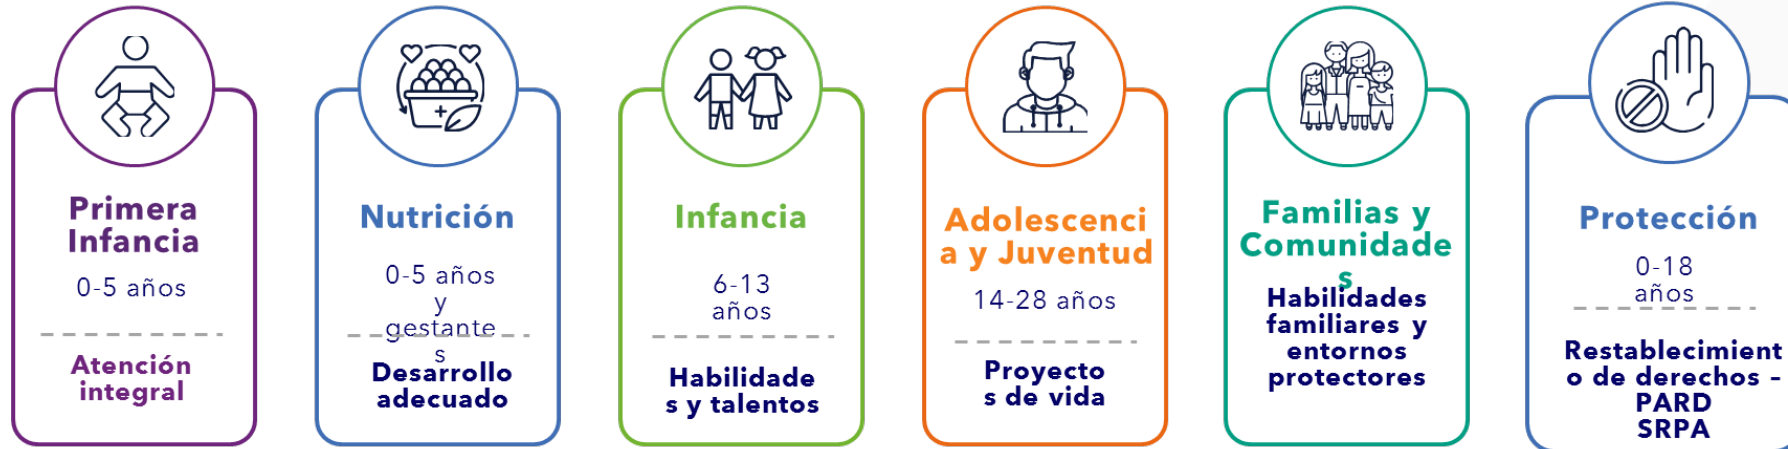 Primera
Infancia
0-5 años
Atención
integral
Nutrición
0-5 años
y
gestante
s
Desarrollo
adecuado
Infancia
6-13
años
Habilidade
s y talentos
Adolescenci
a y Juventud
14-28 años
Proyecto
s de vida
Familias y
Comunidade
s
Habilidades
familiares y
entornos
protectores
Protección
0-18
años
Restablecimient
o de derechos –
PARD
SRPA